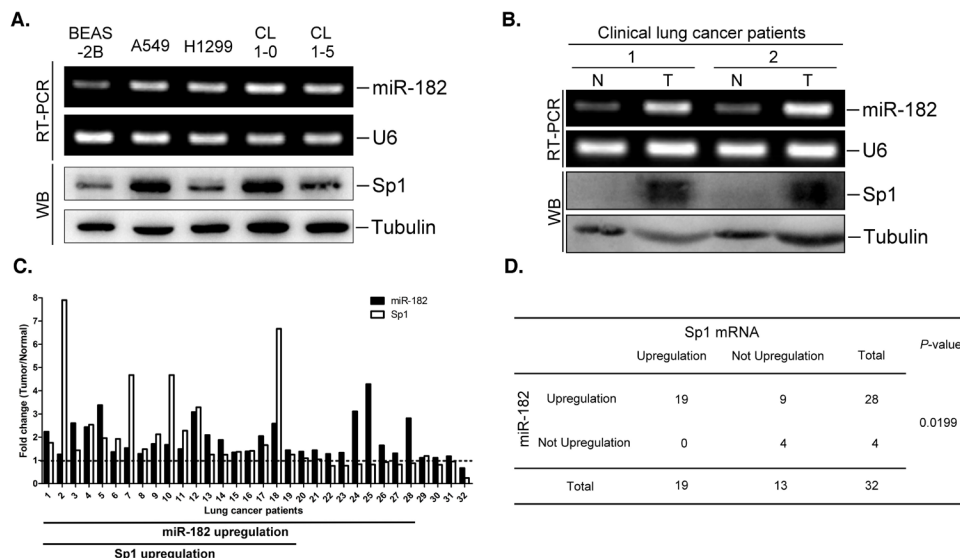 A.
BEAS
-2B
A549
H1299
CL
1-0
CL
1-5
RT-PCR
miR-182
U6
WB
Sp1
Tubulin
B.
Clinical lung cancer patients
1 2
N T N T
RT-PCR
miR-182
U6
WB
Sp1
Tubulin
C.
Fold change (Tumor/Normal)
8
7
6
5
4
3
2
1
0
miR-182
Sp1
1 2 3 4 5 6 7 8 9 10 11 12 13 14 15 16 17 18 19 20 21 22 23 24 25 26 27 28 29 30 31 32
Lung cancer patients
miR-182 upregulation
Sp1 upregulation
D.
Sp1 mRNA
P-value
Upregulation Not Upregulation Total
miR-182
Upregulation 19 9 28
0.0199
Not Upregulation 0 4 4
Total 19 13 32